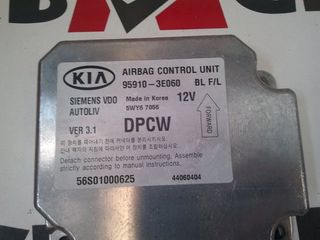 KIA
AIRBAG CONTROL UNIT
95910-3E060 BL F/L
SIEMENS VDO
AUTOLIV
Made in Korea
5WY6 7056
12V
FORWARD
VER 3.1
DPCW
Detach connector before unmounting. Assemble
strictly according to manual instructions.
56S01000625
44060404